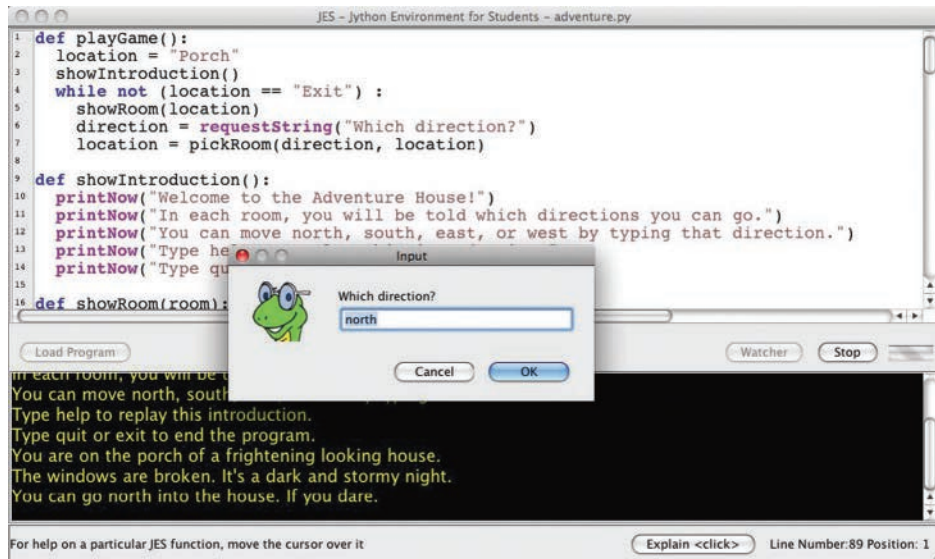 JES – Jython Environment for Students – adventure.py
1 def playGame():
2 location = "Porch"
3 showIntroduction()
4 while not (location == "Exit") :
5 showRoom(location)
6 direction = requestString("Which direction?")
7 location = pickRoom(direction, location)
8
9 def showIntroduction():
10 printNow("Welcome to the Adventure House!")
11 printNow("In each room, you will be told which directions you can go.")
12 printNow("You can move north, south, east, or west by typing that direction.")
13 printNow("Type he
14 printNow("Type qu
15
16 def showRoom(room):
Input
Which direction?
north
Cancel OK
Load Program Watcher Stop
In each room, you will be
You can move north, south
Type help to replay this introduction.
Type quit or exit to end the program.
You are on the porch of a frightening looking house.
The windows are broken. It's a dark and stormy night.
You can go north into the house. If you dare.
For help on a particular JES function, move the cursor over it Explain <click> Line Number:89 Position: 1